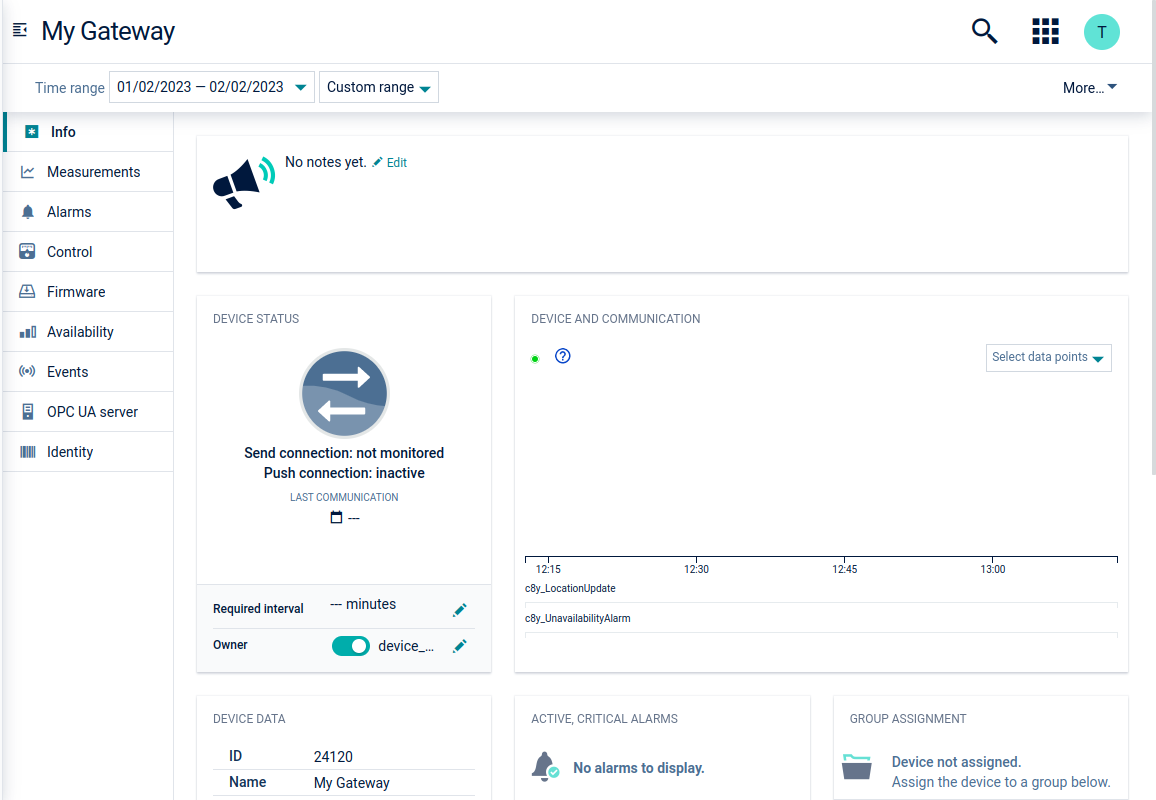 My Gateway
T
Time range 01/02/2023 — 02/02/2023 Custom range More...
Info
Measurements
Alarms
Control
Firmware
Availability
Events
OPC UA server
Identity
No notes yet. Edit
DEVICE STATUS
Send connection: not monitored
Push connection: inactive
LAST COMMUNICATION
---
Required interval --- minutes
Owner device_...
DEVICE AND COMMUNICATION
?
Select data points
12:15 12:30 12:45 13:00
c8y_LocationUpdate
c8y_UnavailabilityAlarm
DEVICE DATA
ID 24120
Name My Gateway
ACTIVE, CRITICAL ALARMS
No alarms to display.
GROUP ASSIGNMENT
Device not assigned.
Assign the device to a group below.